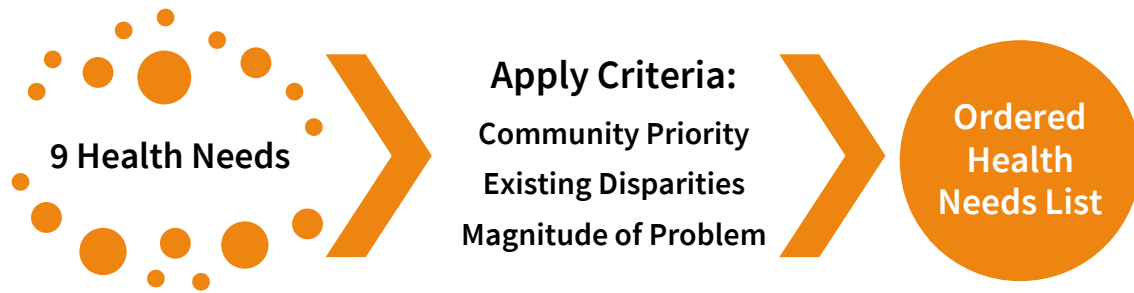 9 Health Needs
Apply Criteria:
Community Priority
Existing Disparities
Magnitude of Problem
Ordered
Health
Needs List